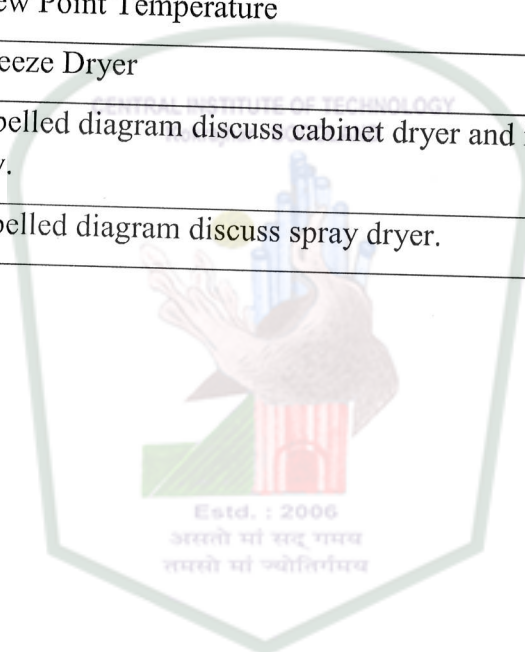 ew Point Temperature
eeze Dryer
CENTRAL INSTITUTE OF TECHNOLOGY
belled diagram discuss cabinet dryer and
y.
belled diagram discuss spray dryer.
Estd. : 2006
असतो मां सद् गमय
तमसो मां ज्योतिर्गमय